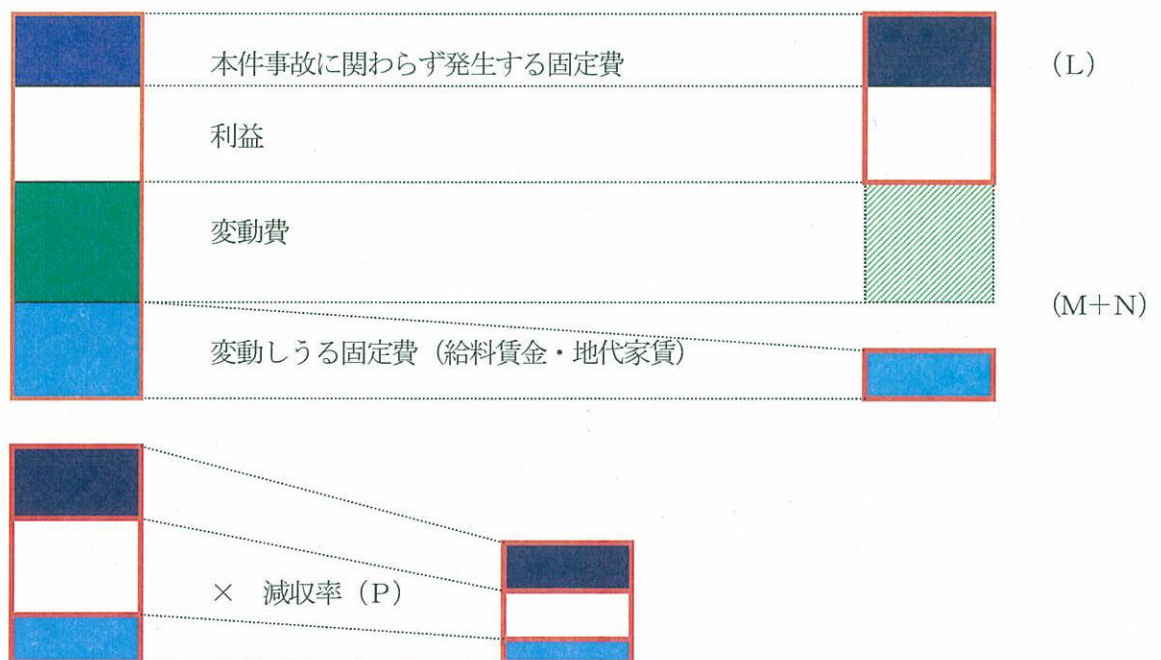 本件事故に関わらず発生する固定費 (L)
利益
変動費
(M+N)
変動しうる固定費(給料賃金・地代家賃)
× 減収率(P)